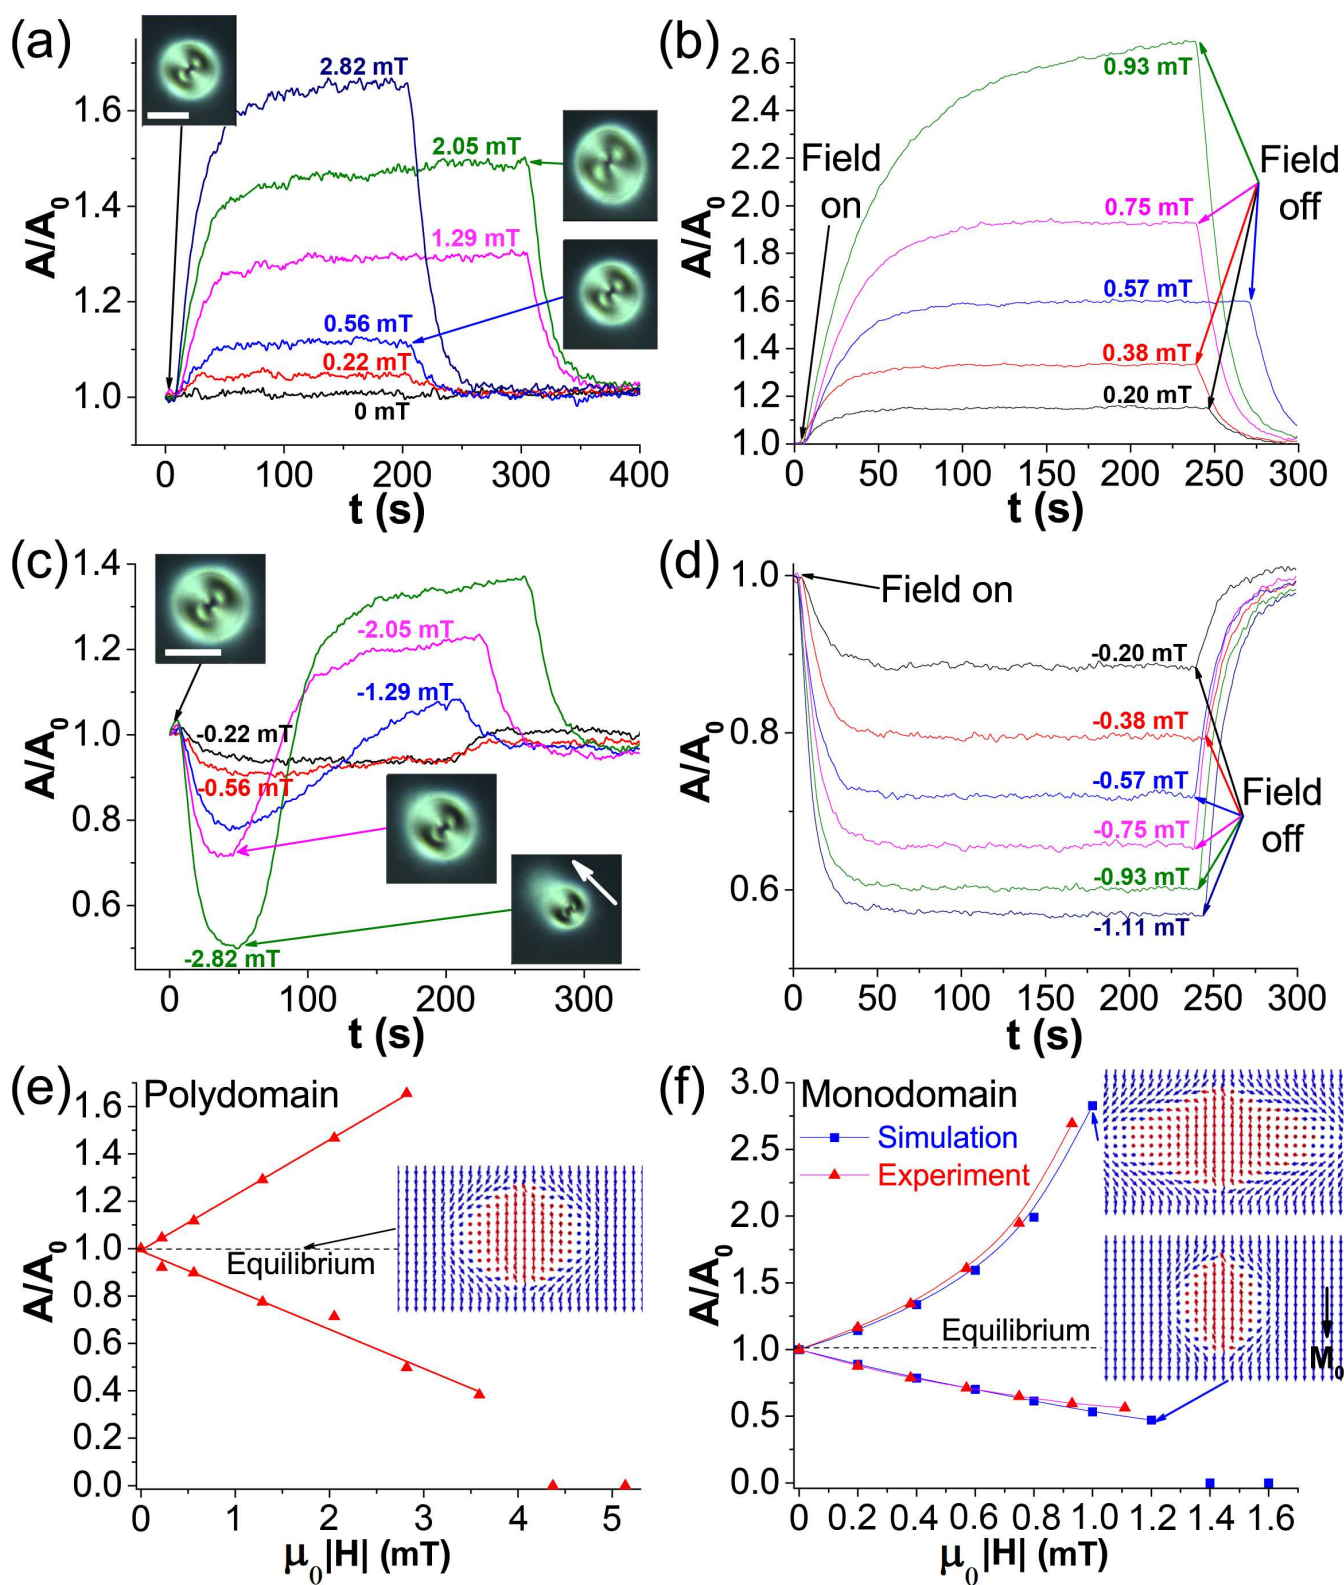 (a)
A/A₀
1.6
1.4
1.2
1.0
2.82 mT
2.05 mT
1.29 mT
0.56 mT
0.22 mT
0 mT
0 100 200 300 400
t (s)
(b)
A/A₀
2.6
2.4
2.2
2.0
1.8
1.6
1.4
1.2
1.0
Field
on
0.93 mT
Field
off
0.75 mT
0.57 mT
0.38 mT
0.20 mT
0 50 100 150 200 250 300
t (s)
(c)
A/A₀
1.4
1.2
1.0
0.8
0.6
-2.05 mT
-1.29 mT
-0.22 mT
-0.56 mT
-2.82 mT
0 100 200 300
t (s)
(d)
A/A₀
1.0
0.8
0.6
Field on
-0.20 mT
-0.38 mT
-0.57 mT
-0.75 mT
-0.93 mT
-1.11 mT
Field
off
0 50 100 150 200 250 300
t (s)
(e)
A/A₀
1.6
1.4
1.2
1.0
0.8
0.6
0.4
0.2
0.0
Polydomain
Equilibrium
0 1 2 3 4 5
μ₀|H| (mT)
(f)
A/A₀
3.0
2.5
2.0
1.5
1.0
0.5
0.0
Monodomain
Simulation
Experiment
Equilibrium
M₀
0 0.2 0.4 0.6 0.8 1.0 1.2 1.4 1.6
μ₀|H| (mT)